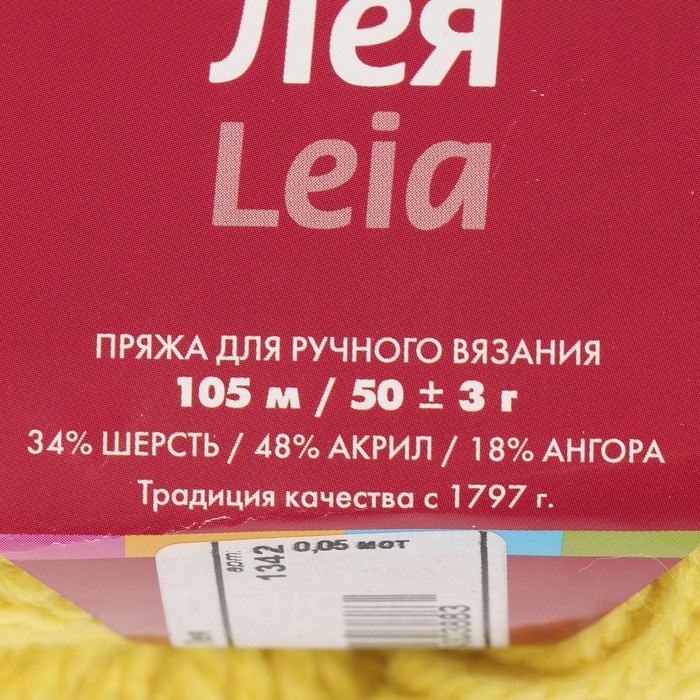 Лея
Leia
ПРЯЖА ДЛЯ РУЧНОГО ВЯЗАНИЯ
105 м / 50 ± 3 г
34% ШЕРСТЬ / 48% АКРИЛ / 18% АНГОРА
Традиция качества с 1797 г.
0,05 мот
арт.
1342